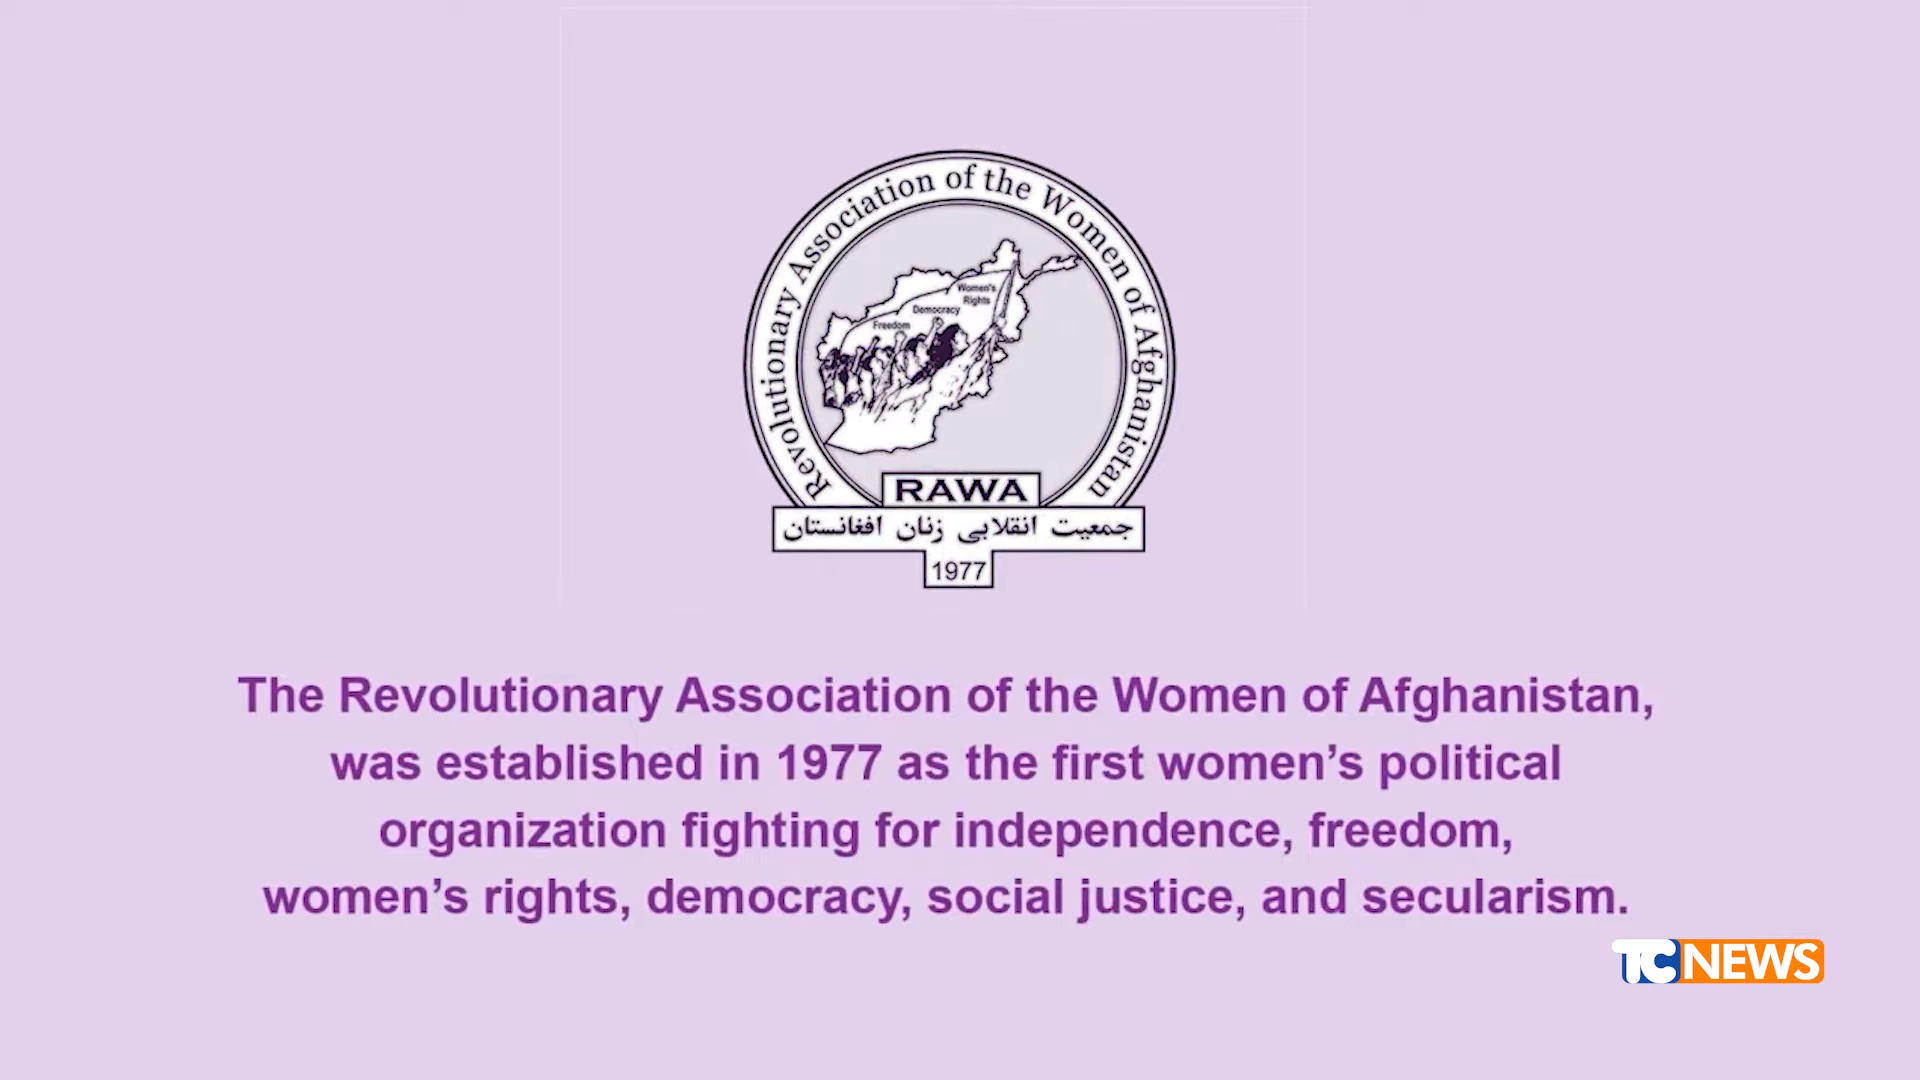 Revolutionary Association of the Women of Afghanistan
Women's
Rights
Democracy
Freedom
RAWA
جمعیت انقلابی زنان افغانستان
1977
The Revolutionary Association of the Women of Afghanistan,
was established in 1977 as the first women’s political
organization fighting for independence, freedom,
women’s rights, democracy, social justice, and secularism.
TC NEWS